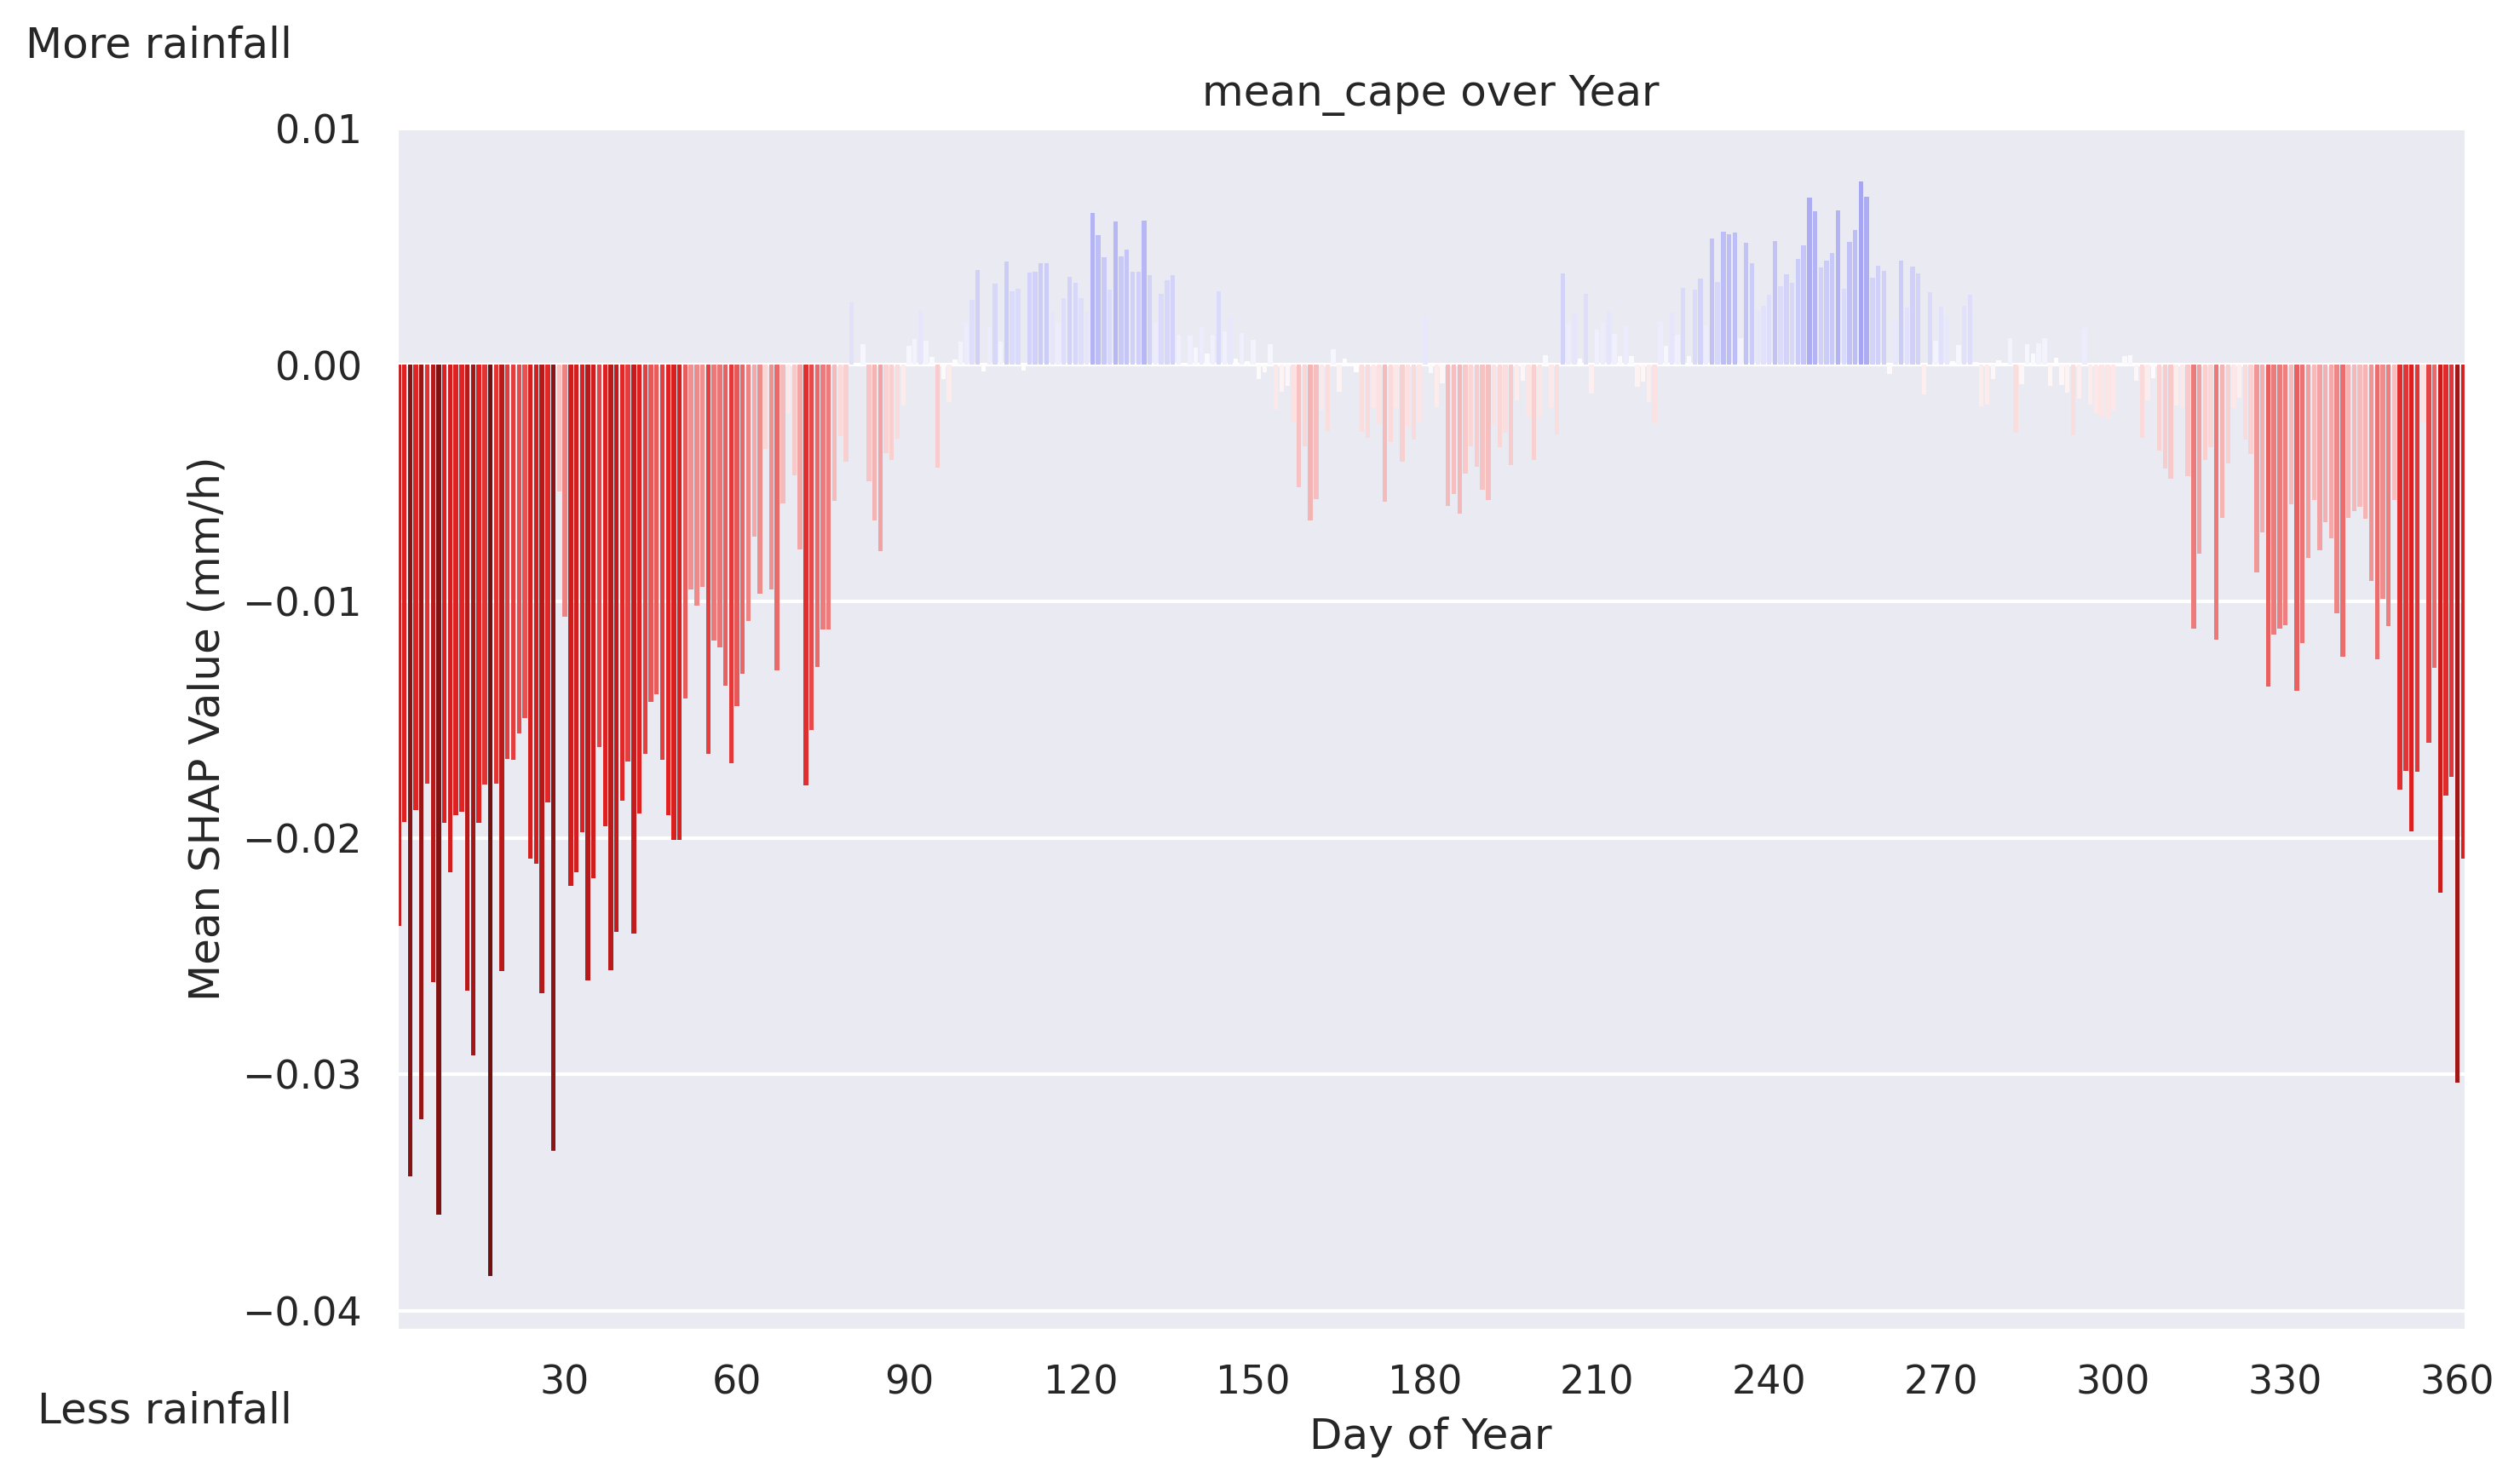 More rainfall
mean_cape over Year
0.01
0.00
−0.01
−0.02
−0.03
−0.04
Mean SHAP Value (mm/h)
30 60 90 120 150 180 210 240 270 300 330 360
Less rainfall
Day of Year